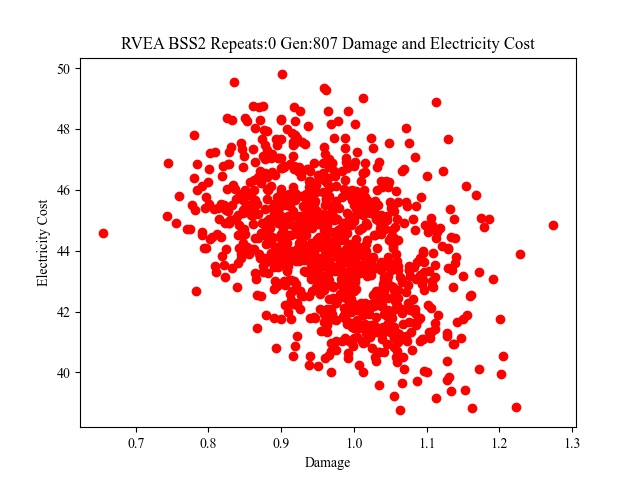 RVEA BSS2 Repeats:0 Gen:807 Damage and Electricity Cost
50
48
46
44
42
40
Electricity Cost
0.7 0.8 0.9 1.0 1.1 1.2 1.3
Damage